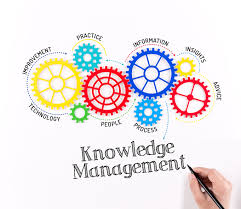 PRACTICE
INFORMATION
IMPROVEMENT
INSIGHTS
ADVICE
TECHNOLOGY
PEOPLE
PROCESS
Knowledge
Management